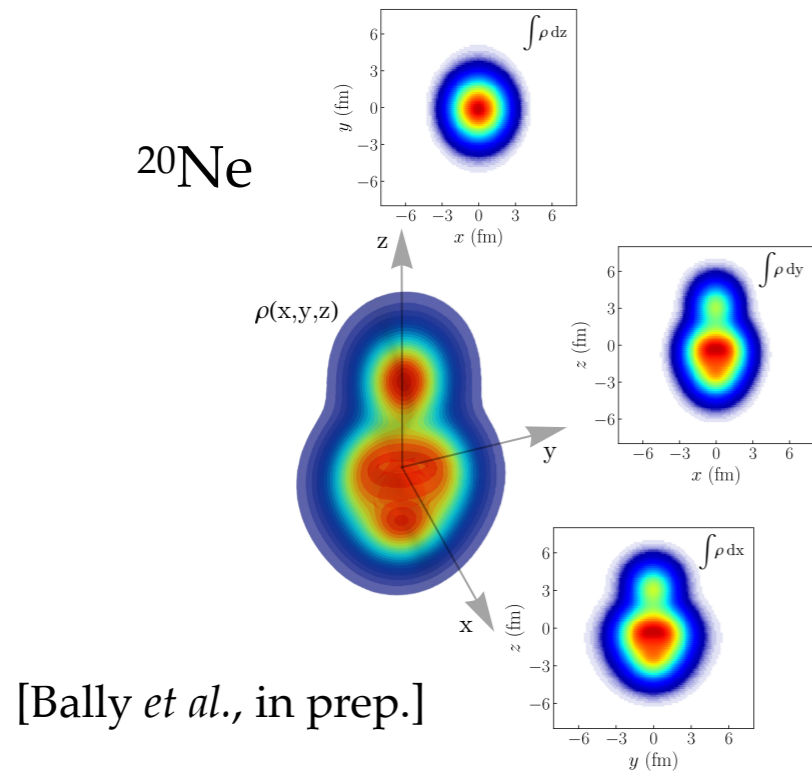 ∫ρ dz
y (fm)
6
3
0
−3
−6
−6 −3 0 3 6
x (fm)
²⁰Ne
z
ρ(x,y,z)
y
x
∫ρ dy
z (fm)
6
3
0
−3
−6
−6 −3 0 3 6
x (fm)
∫ρ dx
z (fm)
6
3
0
−3
−6
−6 −3 0 3 6
y (fm)
[Bally et al., in prep.]